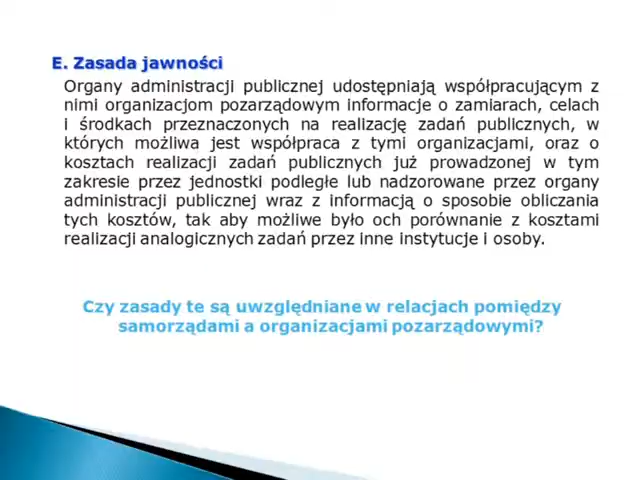 E. Zasada jawności
Organy administracji publicznej udostępniają współpracującym z
nimi organizacjom pozarządowym informacje o zamiarach, celach
i środkach przeznaczonych na realizację zadań publicznych, w
których możliwa jest współpraca z tymi organizacjami, oraz o
kosztach realizacji zadań publicznych już prowadzonej w tym
zakresie przez jednostki podległe lub nadzorowane przez organy
administracji publicznej wraz z informacją o sposobie obliczania
tych kosztów, tak aby możliwe było och porównanie z kosztami
realizacji analogicznych zadań przez inne instytucje i osoby.
Czy zasady te są uwzględniane w relacjach pomiędzy
samorządami a organizacjami pozarządowymi?